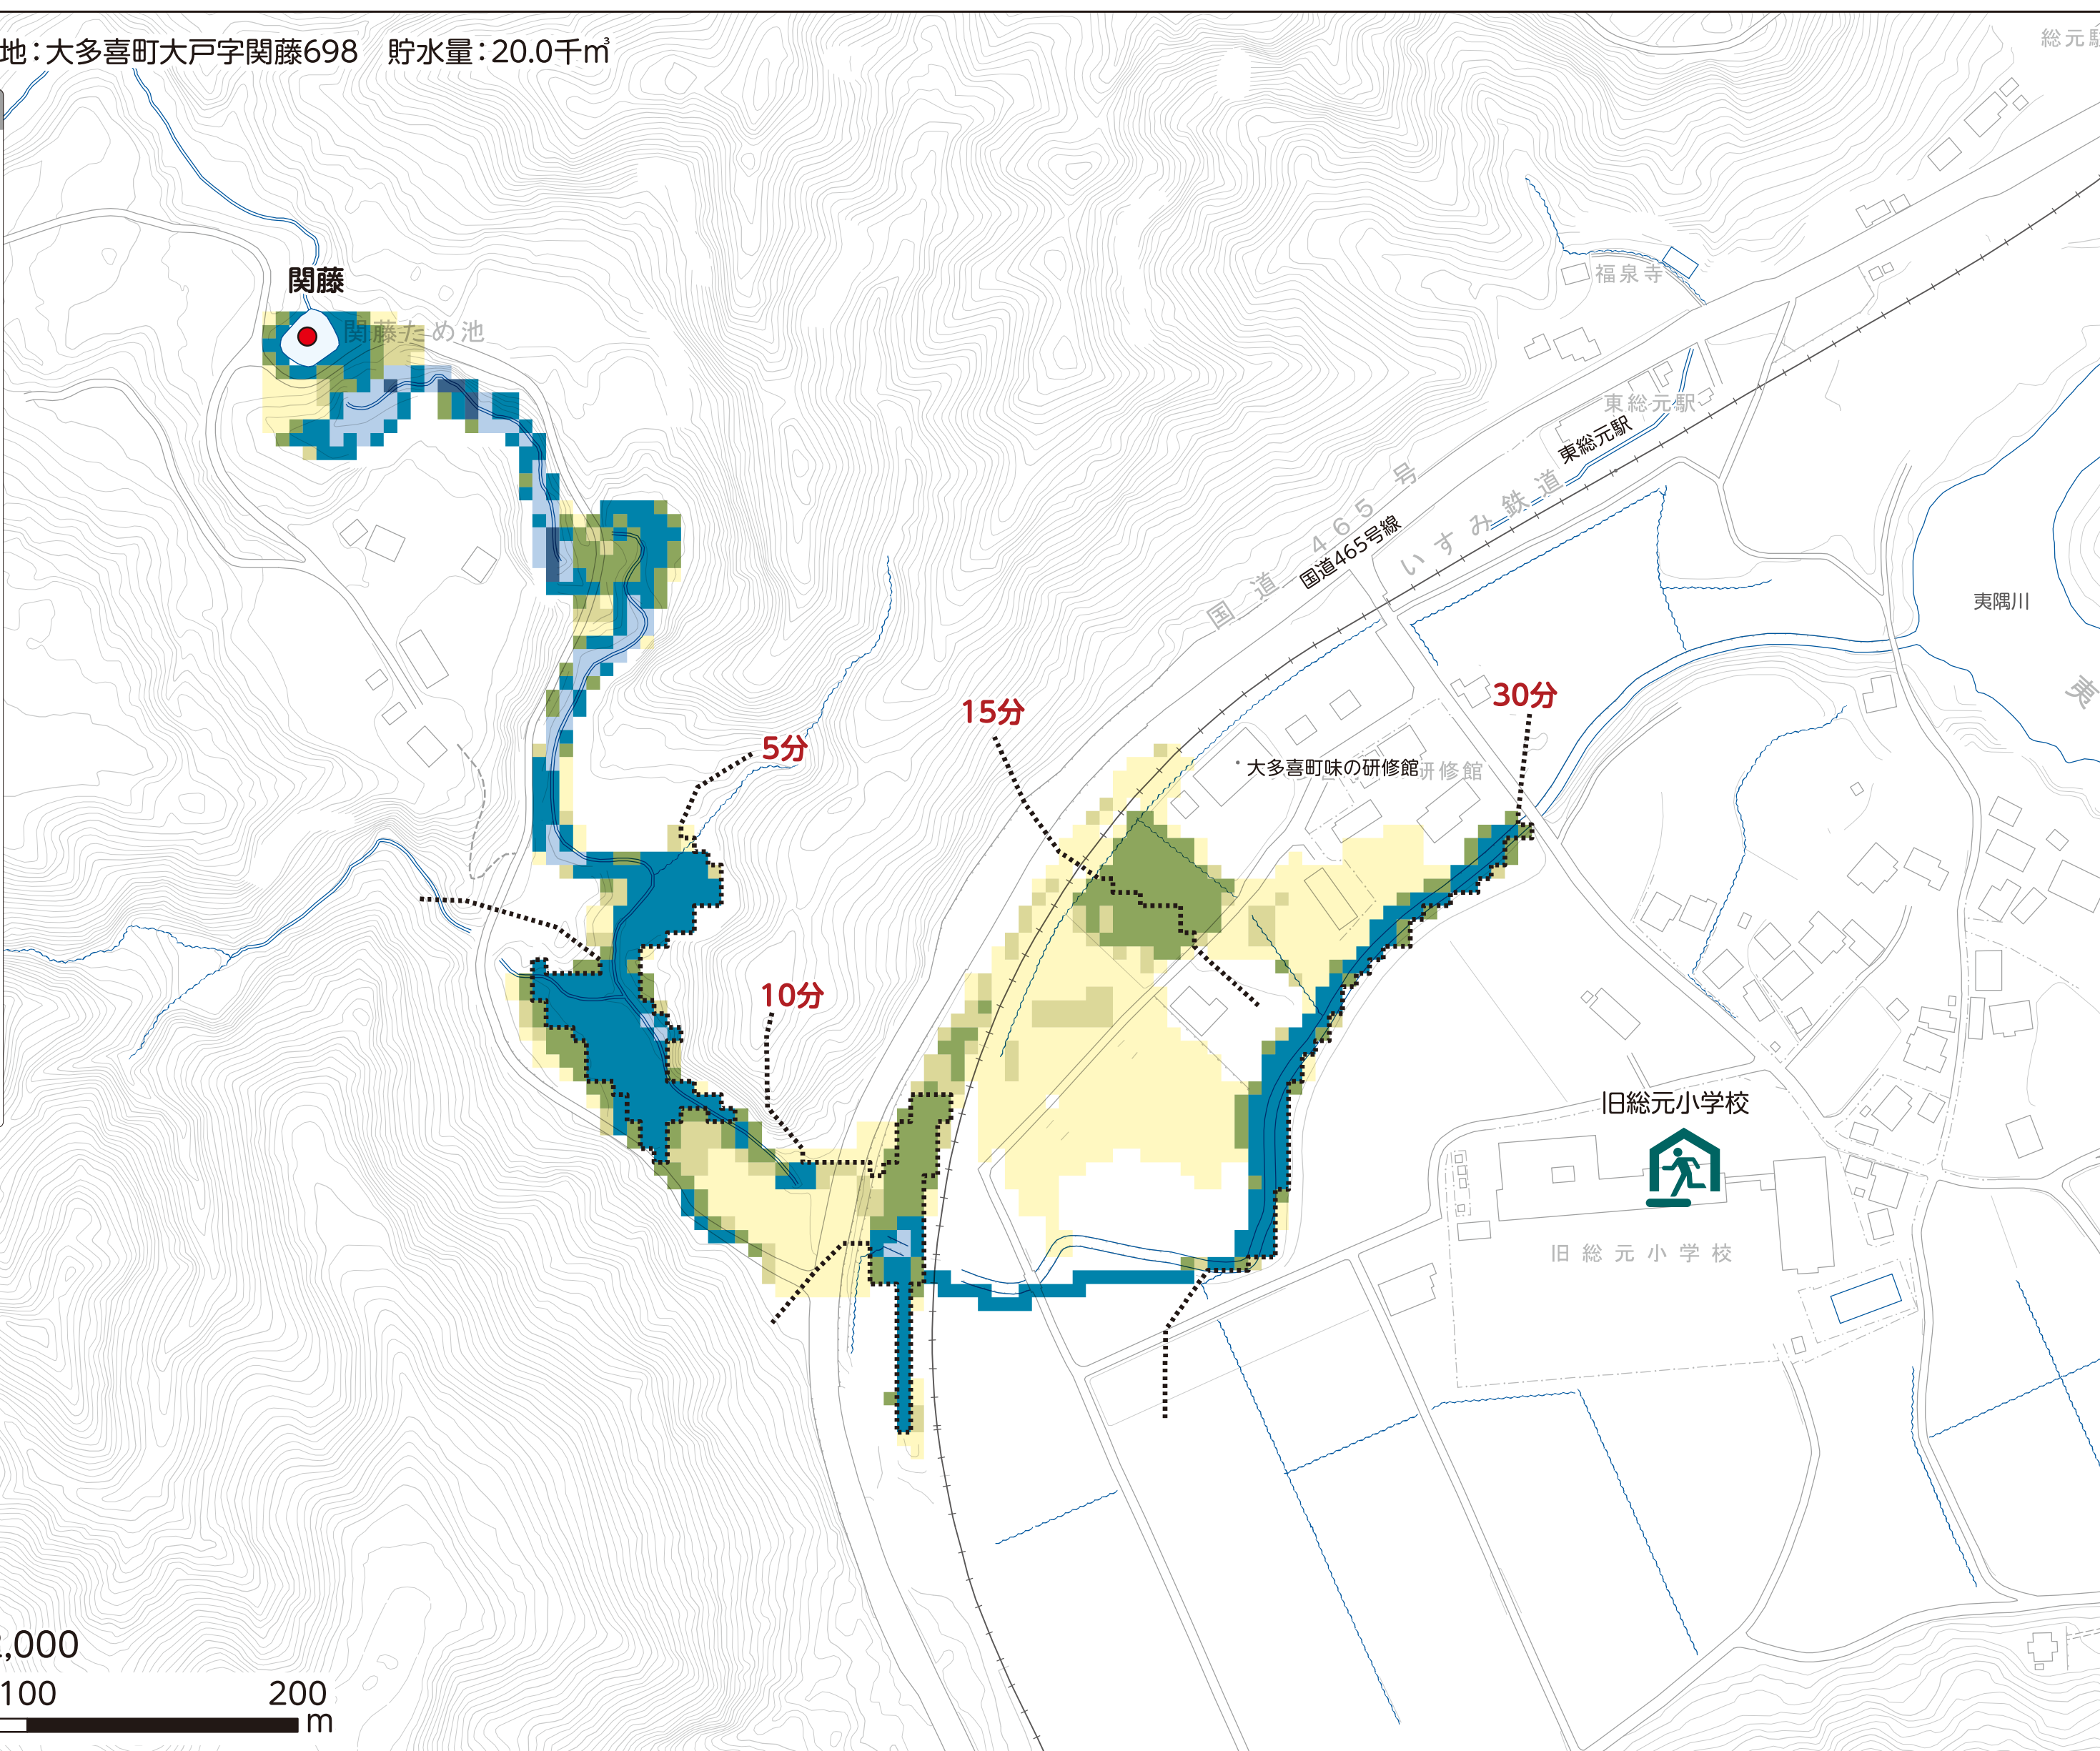 地：大多喜町大戸字関藤698　貯水量：20.0千㎥
総元駅
関藤
関藤ため池
福泉寺
東総元駅
東総元駅
国道465号
国道465号線
いすみ鉄道
夷隅川
夷
5分
15分
30分
大多喜町味の研修館
研修館
10分
旧総元小学校
旧総元小学校
,000
100
200
m